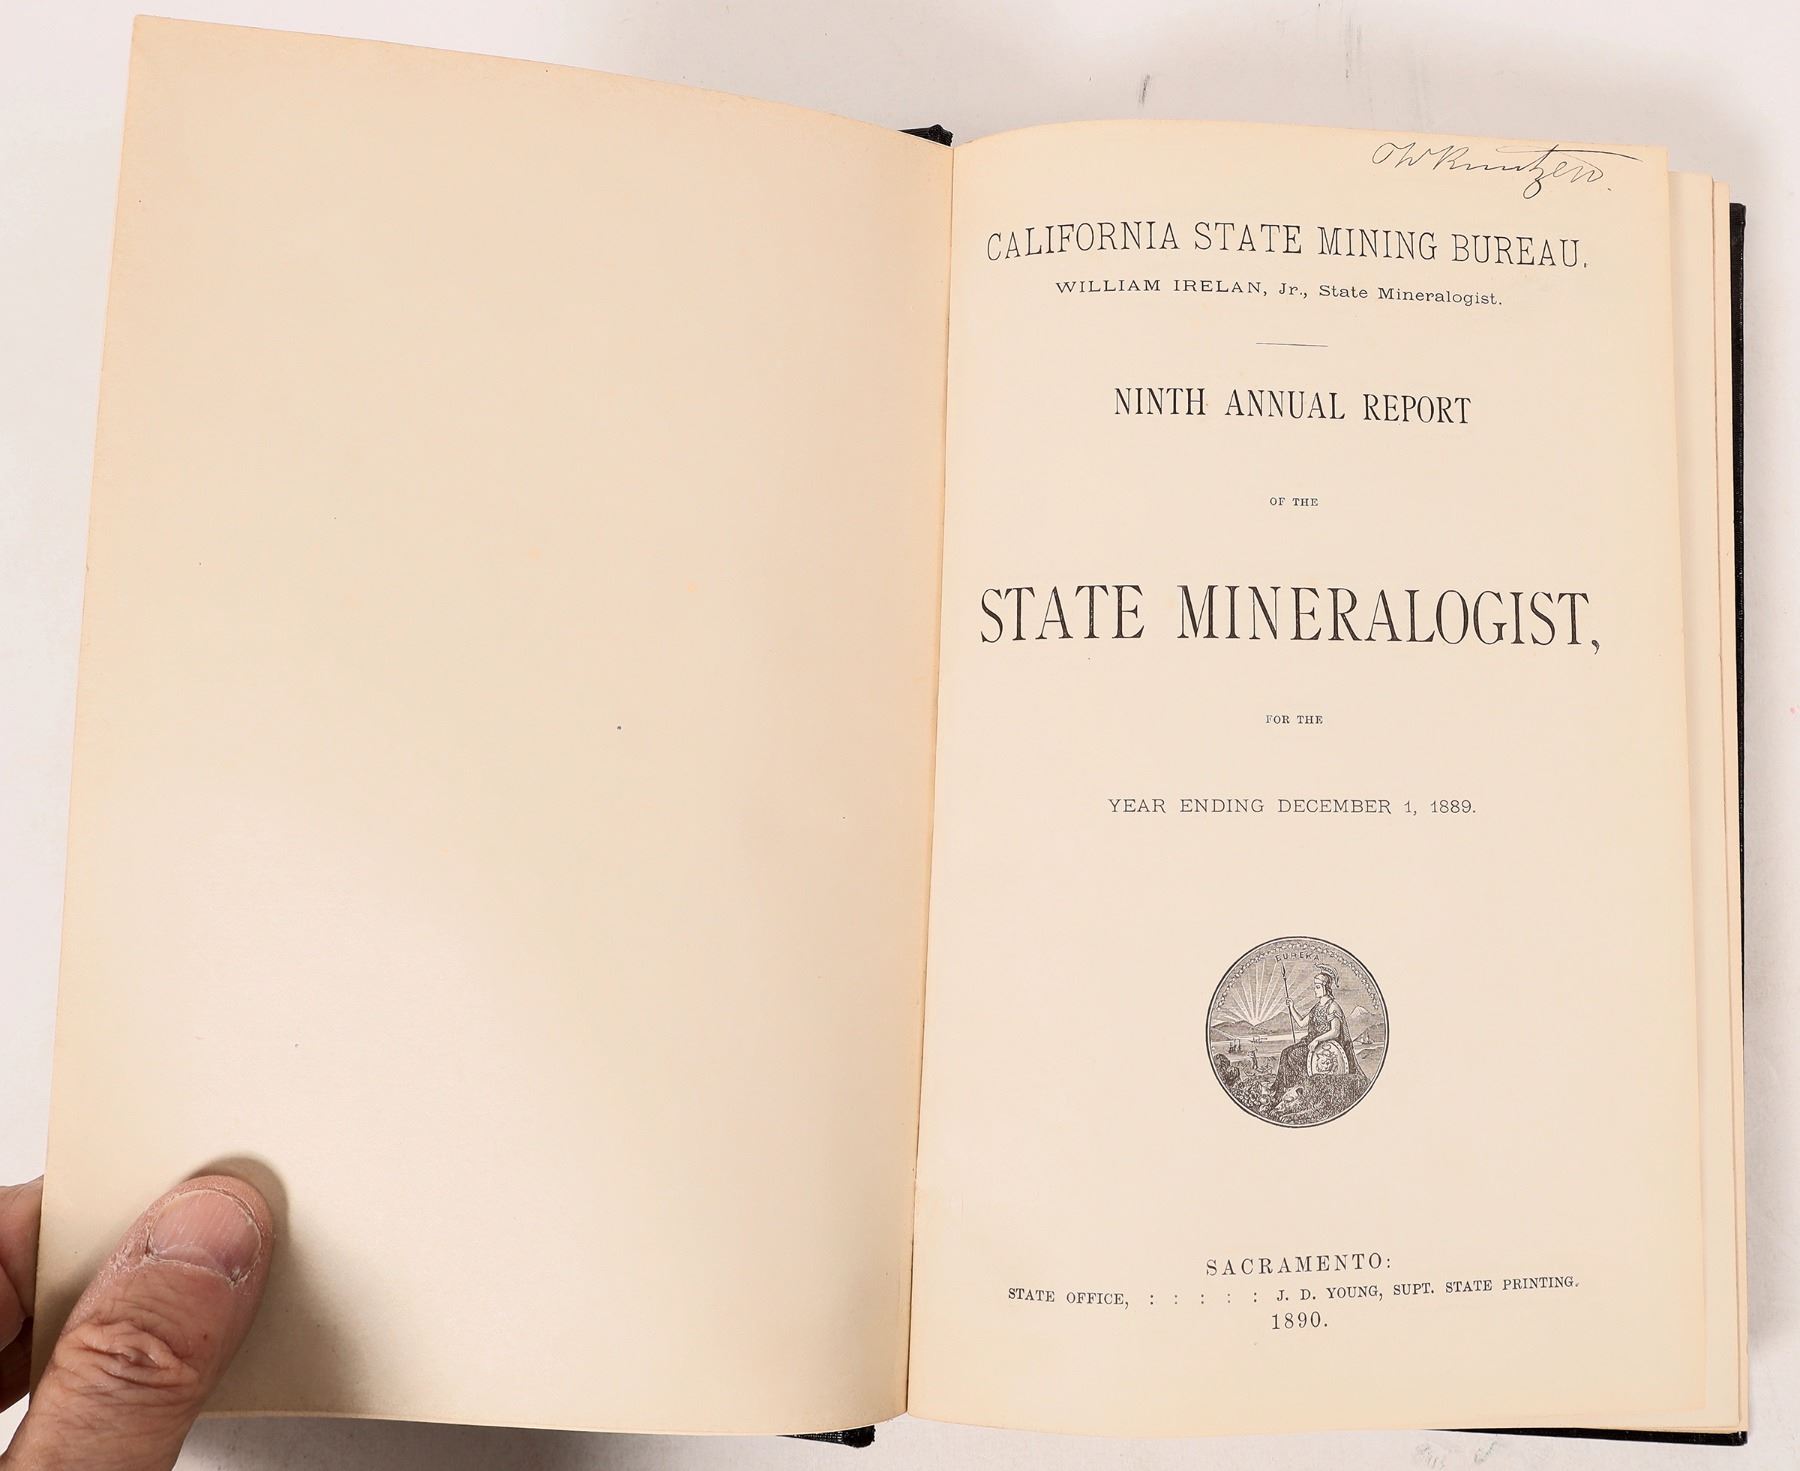 CALIFORNIA STATE MINING BUREAU.
WILLIAM IRELAN, Jr., State Mineralogist.
NINTH ANNUAL REPORT
OF THE
STATE MINERALOGIST,
FOR THE
YEAR ENDING DECEMBER 1, 1889.
EUREKA
SACRAMENTO:
STATE OFFICE, : : : : : J. D. YOUNG, SUPT. STATE PRINTING.
1890.